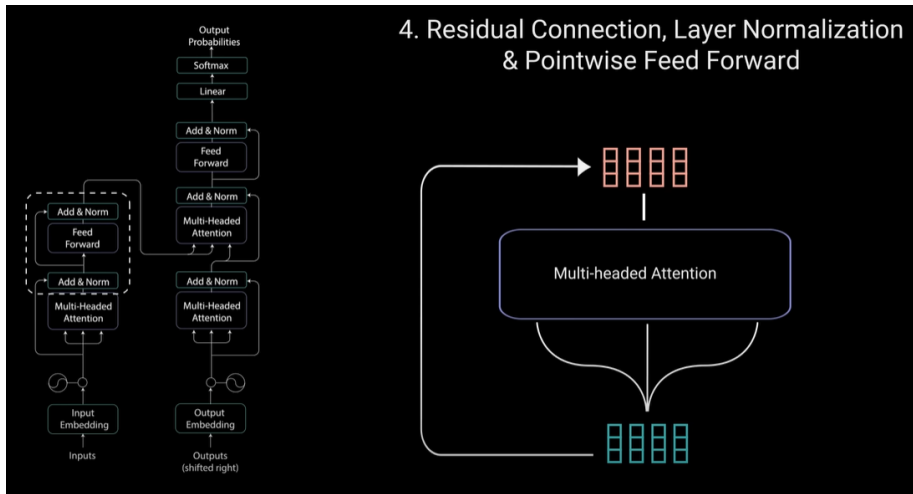 4. Residual Connection, Layer Normalization
& Pointwise Feed Forward
Output
Probabilities
Softmax
Linear
Add & Norm
Feed
Forward
Add & Norm
Multi-Headed
Attention
Add & Norm
Multi-Headed
Attention
Output
Embedding
Outputs
(shifted right)
Add & Norm
Feed
Forward
Add & Norm
Multi-Headed
Attention
Input
Embedding
Inputs
Multi-headed Attention